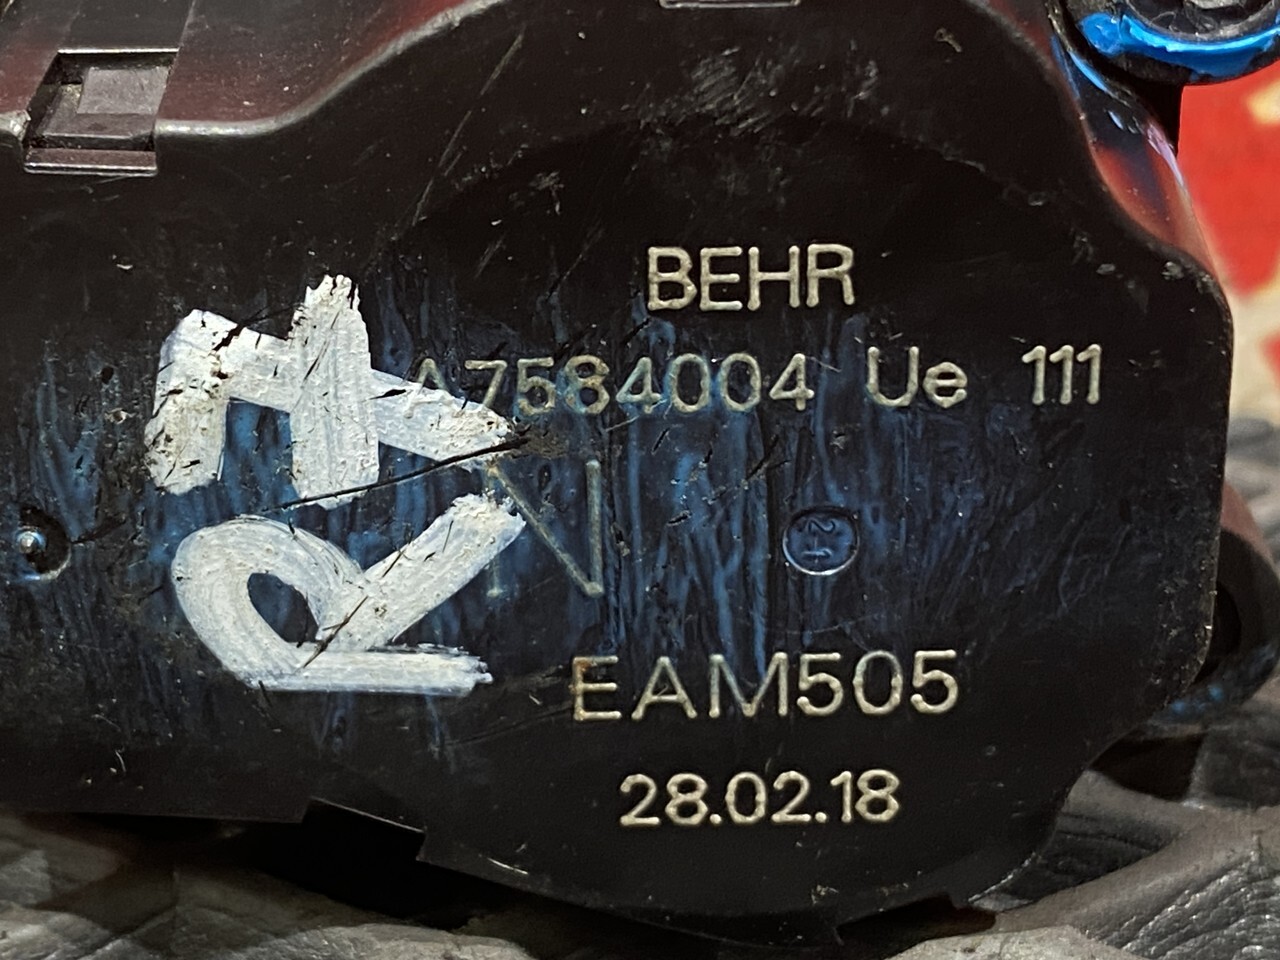 BEHR
A7584004 Ue 111
N
EAM505
28.02.18